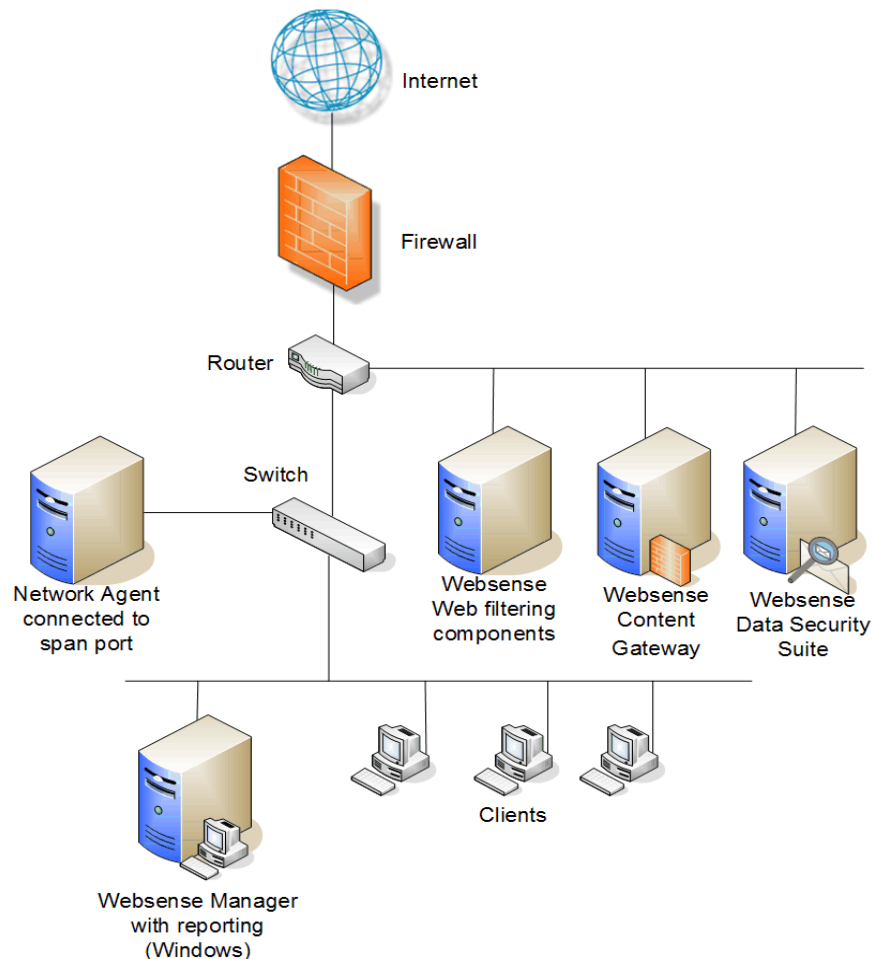 Internet
Firewall
Router
Switch
Network Agent
connected to
span port
Websense
Web filtering
components
Websense
Content
Gateway
Websense
Data Security
Suite
Clients
Websense Manager
with reporting
(Windows)